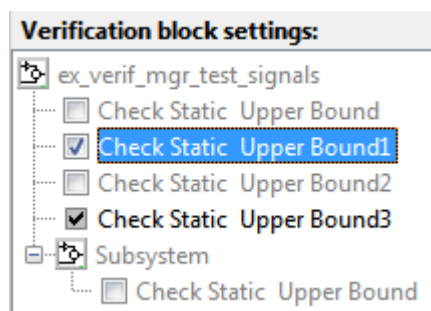 Verification block settings:
ex_verif_mgr_test_signals
Check Static  Upper Bound
Check Static  Upper Bound1
Check Static  Upper Bound2
Check Static  Upper Bound3
Subsystem
Check Static  Upper Bound